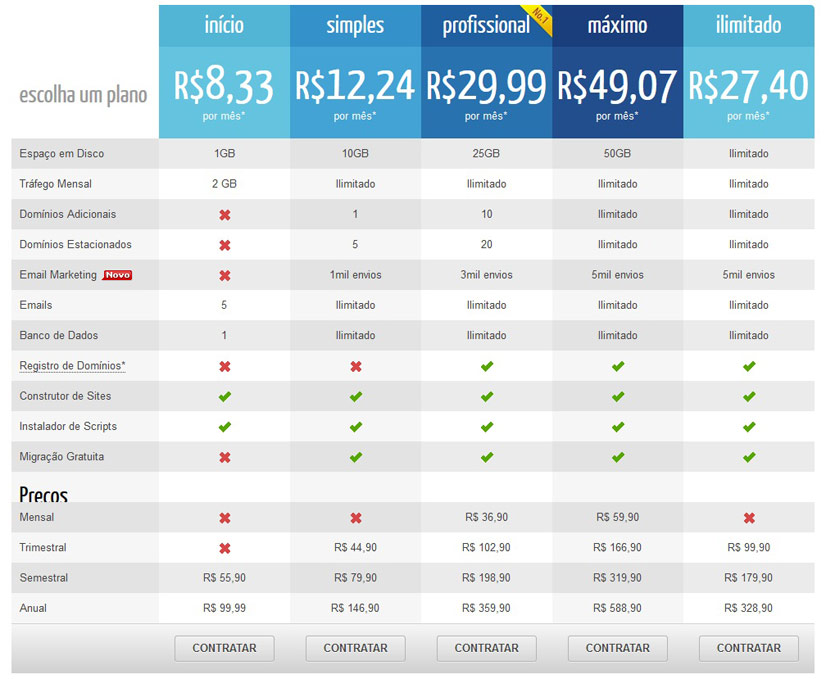 início simples profissional No.1 máximo ilimitado
escolha um plano R$8,33 R$12,24 R$29,99 R$49,07 R$27,40
por mês* por mês* por mês* por mês* por mês*
Espaço em Disco 1GB 10GB 25GB 50GB Ilimitado
Tráfego Mensal 2 GB Ilimitado Ilimitado Ilimitado Ilimitado
Domínios Adicionais 1 10 Ilimitado Ilimitado
Domínios Estacionados 5 20 Ilimitado Ilimitado
Email Marketing Novo 1mil envios 3mil envios 5mil envios 5mil envios
Emails 5 Ilimitado Ilimitado Ilimitado Ilimitado
Banco de Dados 1 Ilimitado Ilimitado Ilimitado Ilimitado
Registro de Domínios*
Construtor de Sites
Instalador de Scripts
Migração Gratuita
Preços
Mensal R$ 36,90 R$ 59,90
Trimestral R$ 44,90 R$ 102,90 R$ 166,90 R$ 99,90
Semestral R$ 55,90 R$ 79,90 R$ 198,90 R$ 319,90 R$ 179,90
Anual R$ 99,99 R$ 146,90 R$ 359,90 R$ 588,90 R$ 328,90
CONTRATAR CONTRATAR CONTRATAR CONTRATAR CONTRATAR